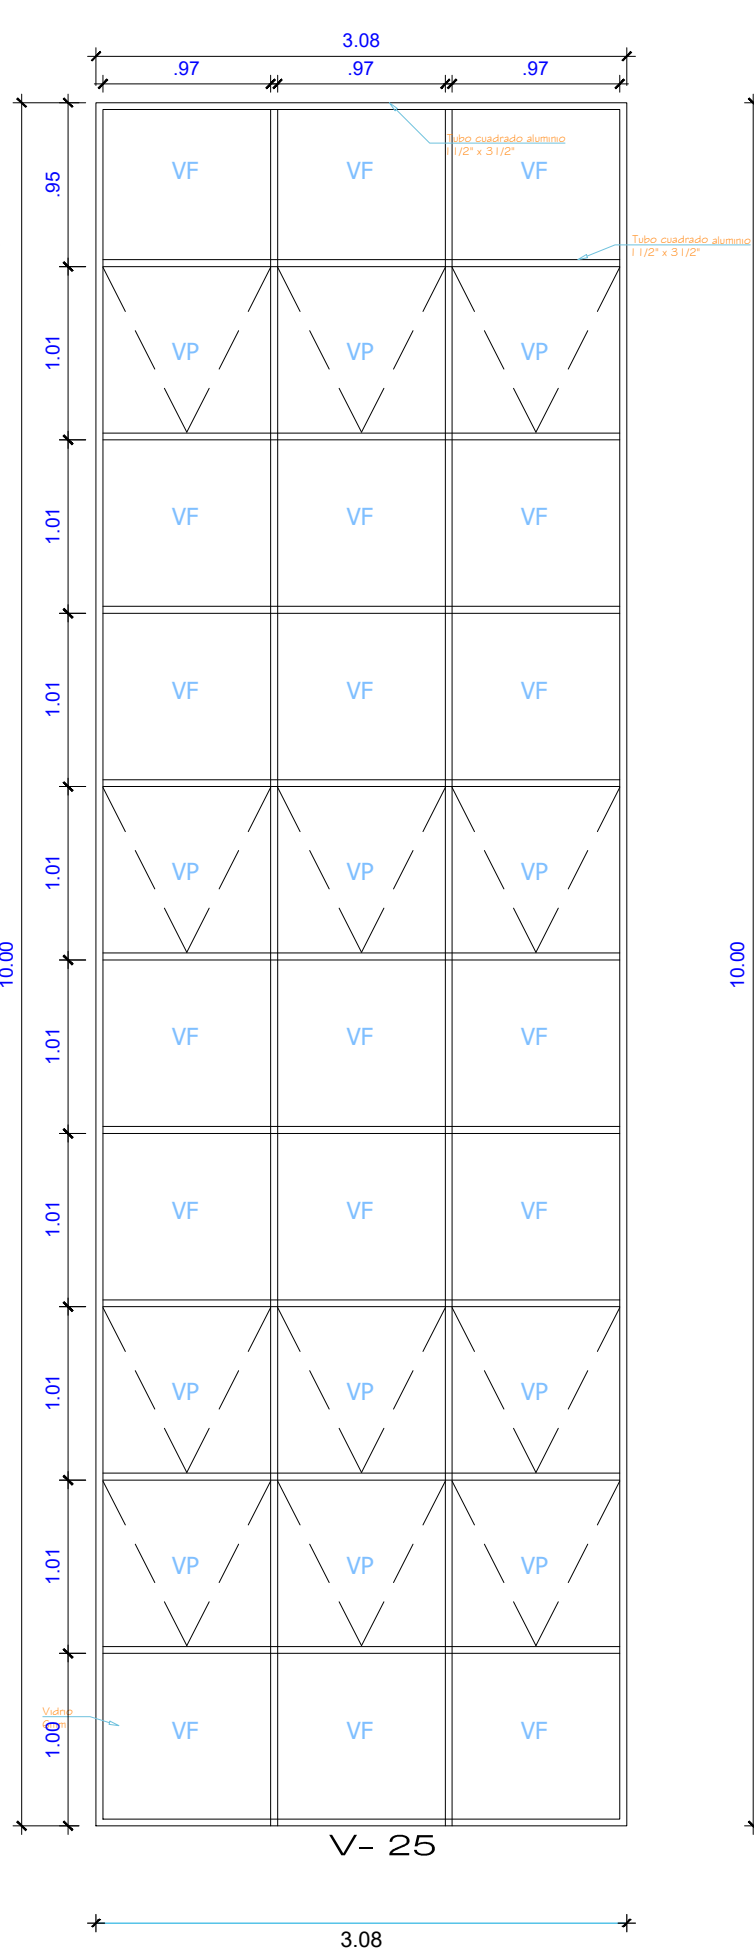 3.08
.97 .97 .97
Tubo cuadrado aluminio
1 1/2" x 3 1/2"
VF VF VF
.95
Tubo cuadrado aluminio
1 1/2" x 3 1/2"
VP VP VP
1.01
VF VF VF
1.01
VF VF VF
1.01
VP VP VP
1.01
10.00
10.00
VF VF VF
1.01
VF VF VF
1.01
VP VP VP
1.01
VP VP VP
1.01
VF VF VF
1.00
V- 25
3.08